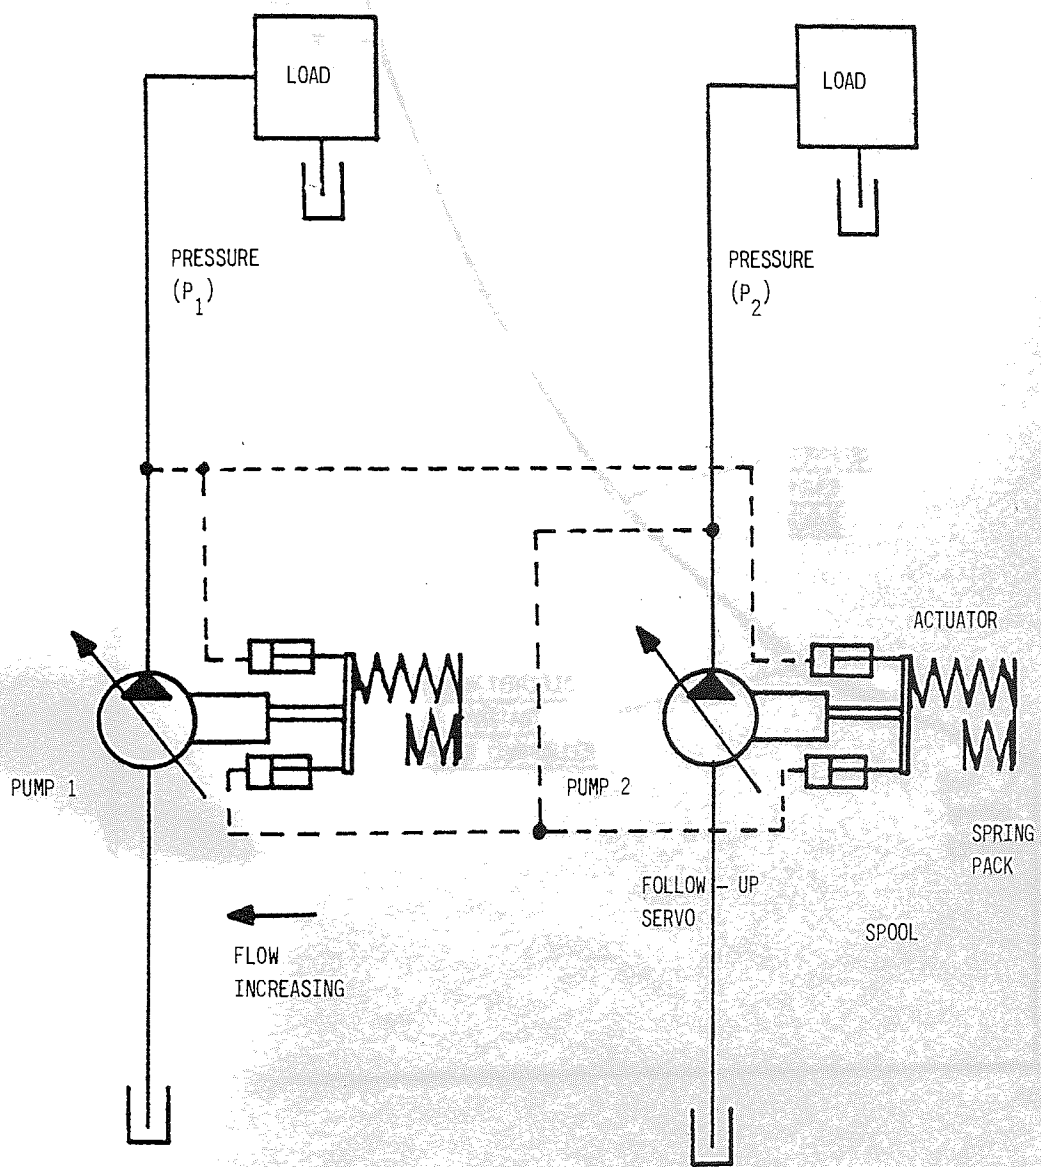 LOAD
LOAD
PRESSURE
(P1)
PRESSURE
(P2)
ACTUATOR
PUMP 1
PUMP 2
SPRING
PACK
FOLLOW - UP
SERVO
SPOOL
FLOW
INCREASING